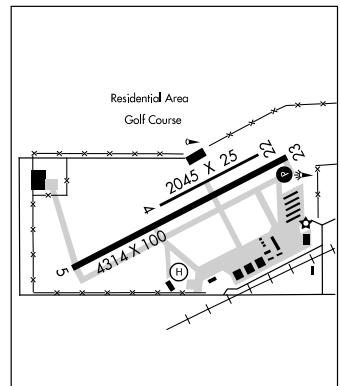 Residential Area
Golf Course
2045 X 25
22
23
P
4
4314 X 100
5
H